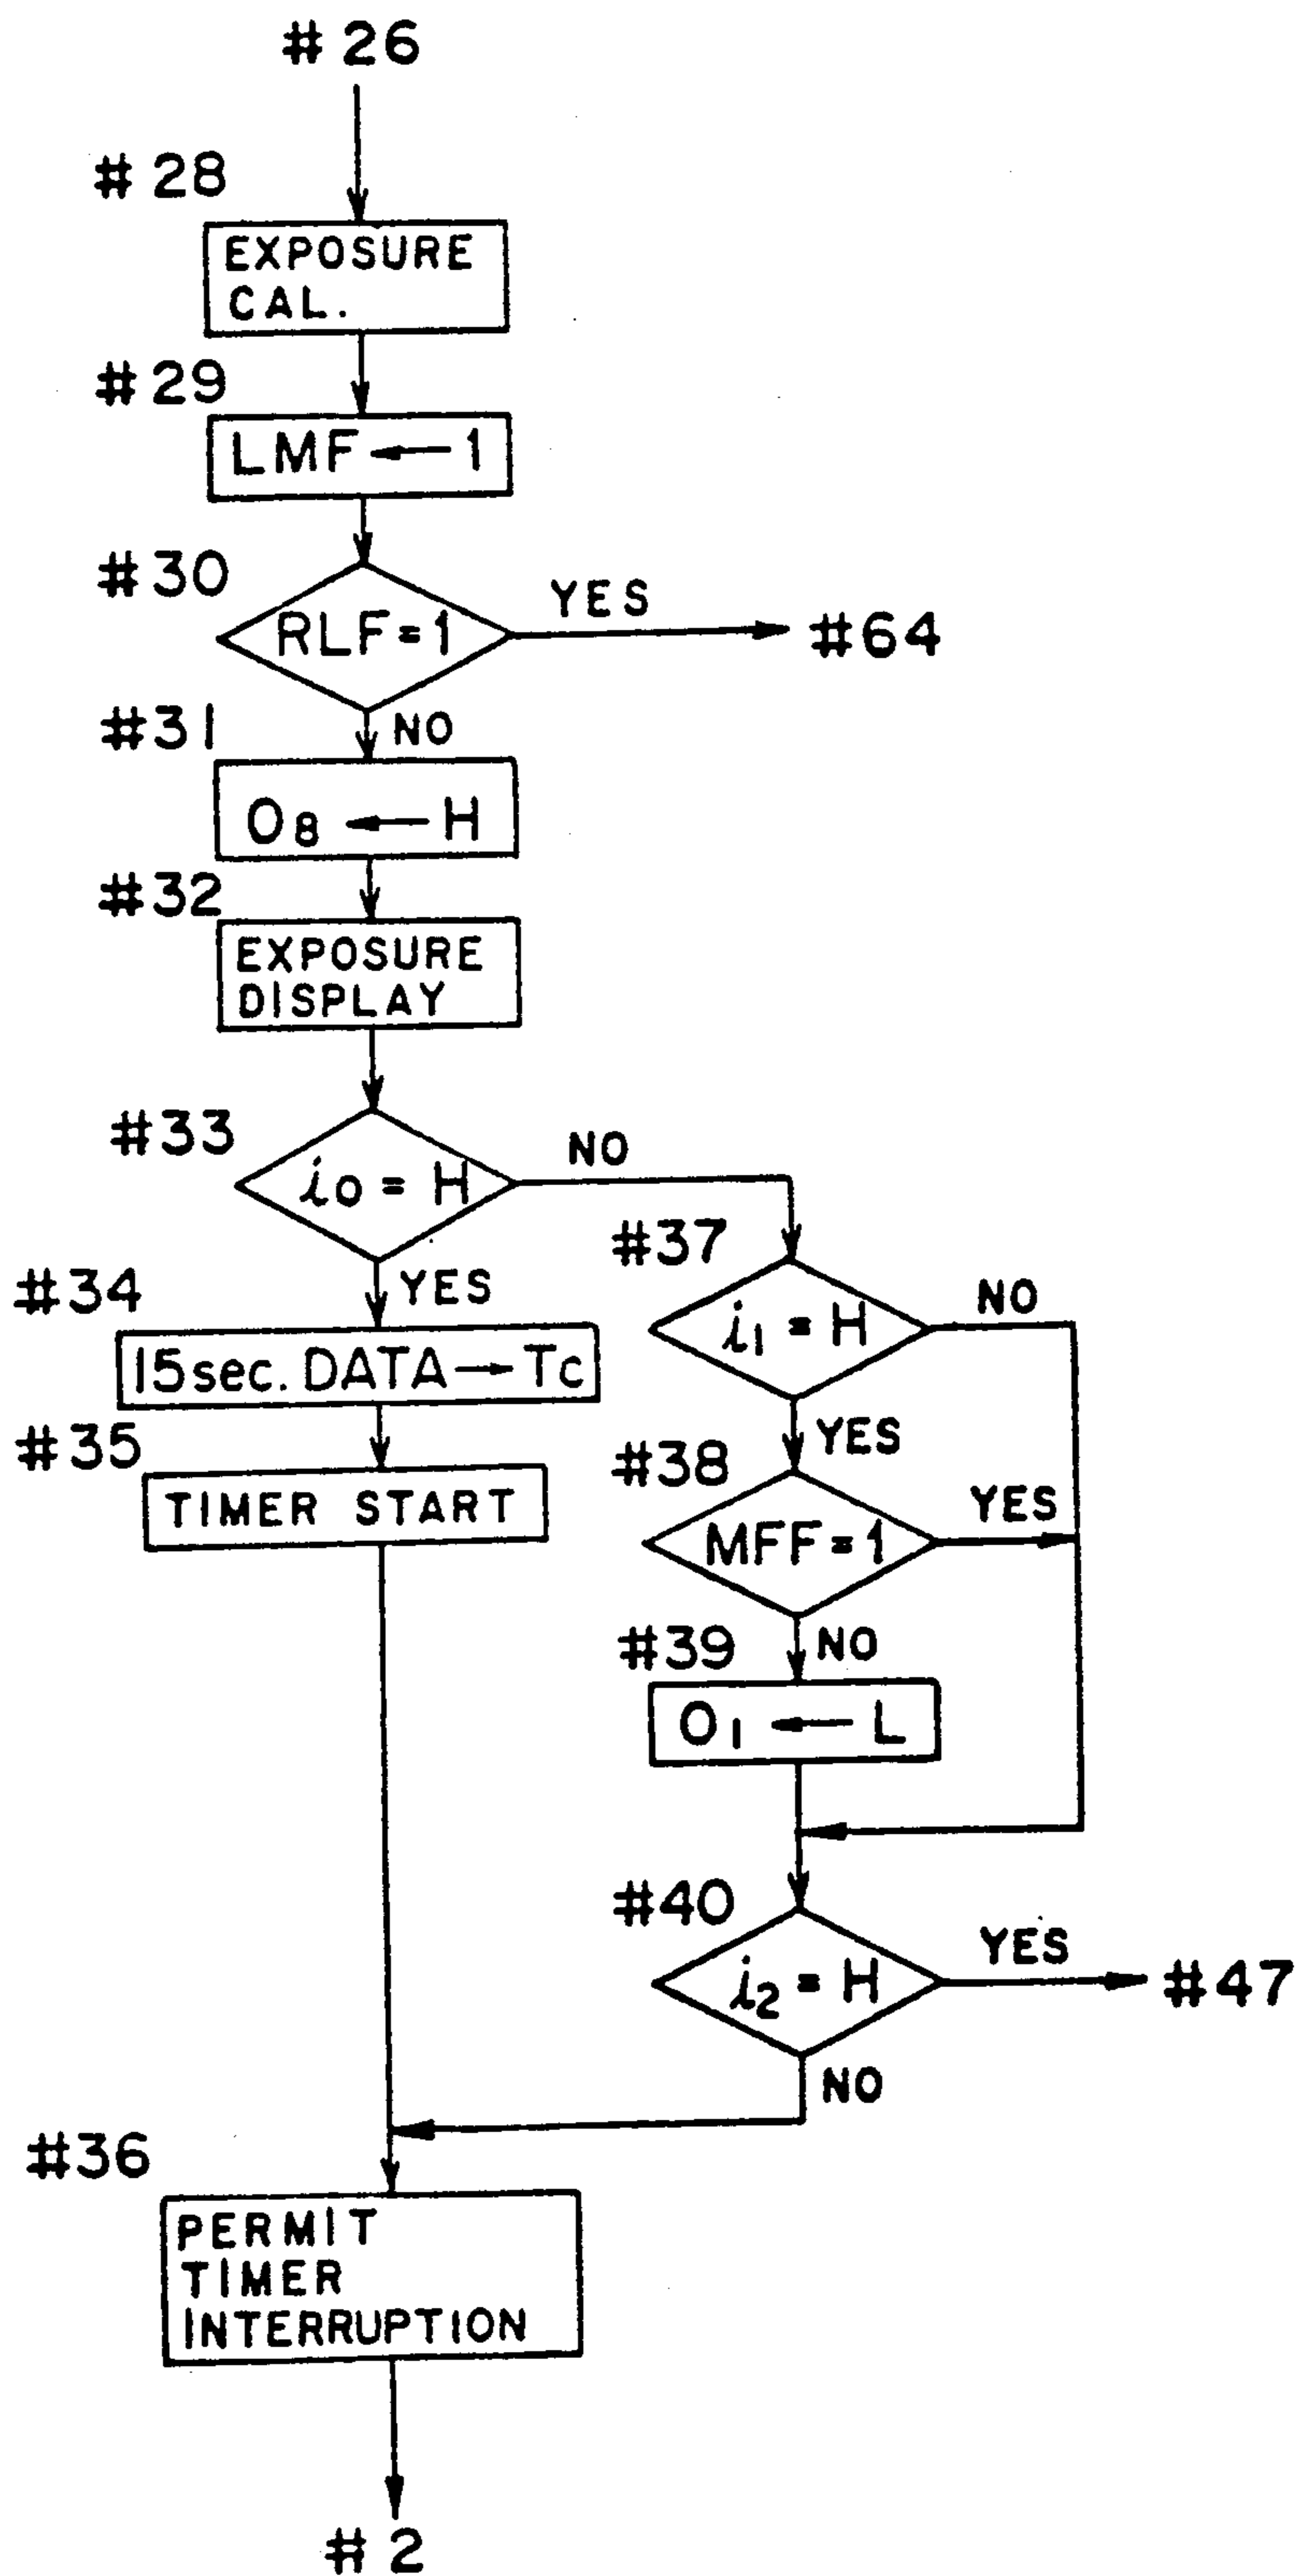 # 26
# 28
EXPOSURE
CAL.
# 29
LMF ← 1
#30
RLF = 1
YES
#64
NO
#31
O8 ← H
#32
EXPOSURE
DISPLAY
#33
i0 = H
NO
YES
#34
15sec. DATA → Tc
#35
TIMER START
#37
i1 = H
NO
YES
#38
MFF = 1
YES
NO
#39
O1 ← L
#40
i2 = H
YES
#47
NO
#36
PERMIT
TIMER
INTERRUPTION
# 2